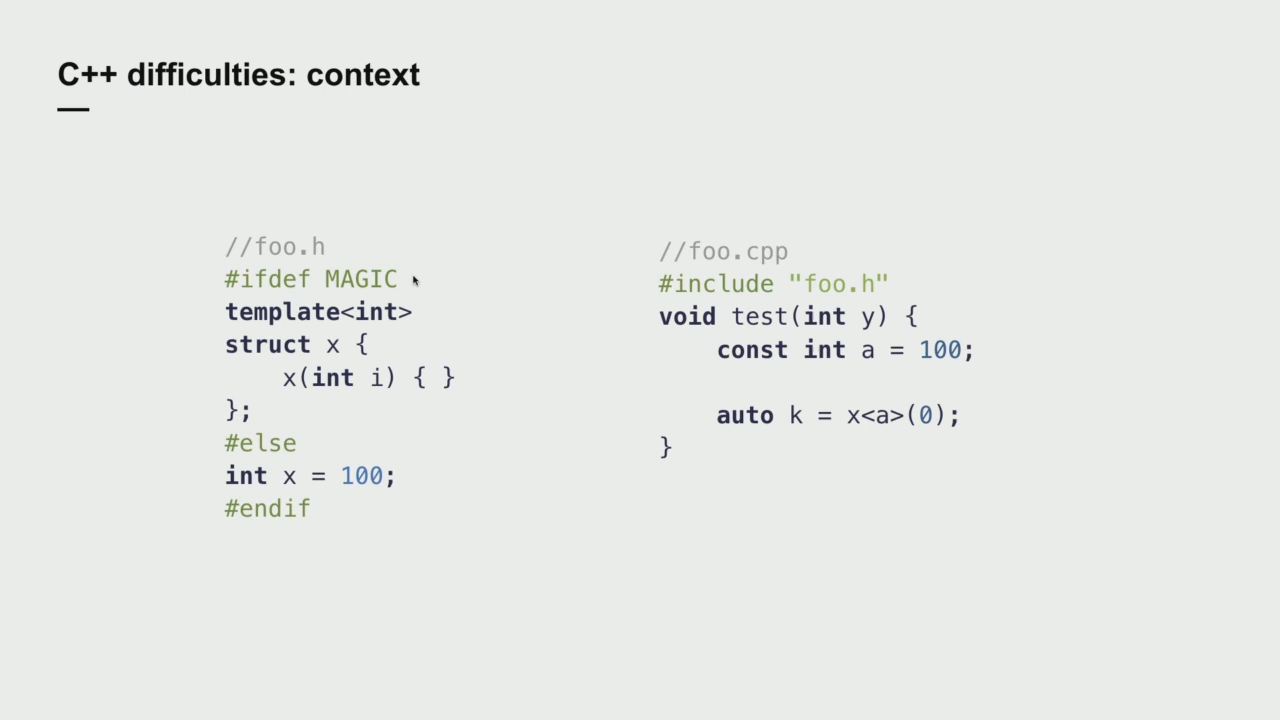 C++ difficulties: context
//foo.h
#ifdef MAGIC
template<int>
struct x {
    x(int i) { }
};
#else
int x = 100;
#endif
//foo.cpp
#include "foo.h"
void test(int y) {
    const int a = 100;
    auto k = x<a>(0);
}